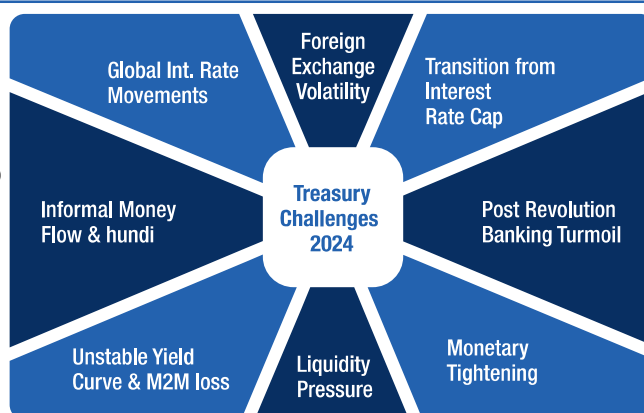 Foreign
Exchange
Volatility
Global Int. Rate
Movements
Transition from
Interest
Rate Cap
Informal Money
Flow & hundi
Treasury
Challenges
2024
Post Revolution
Banking Turmoil
Unstable Yield
Curve & M2M loss
Liquidity
Pressure
Monetary
Tightening